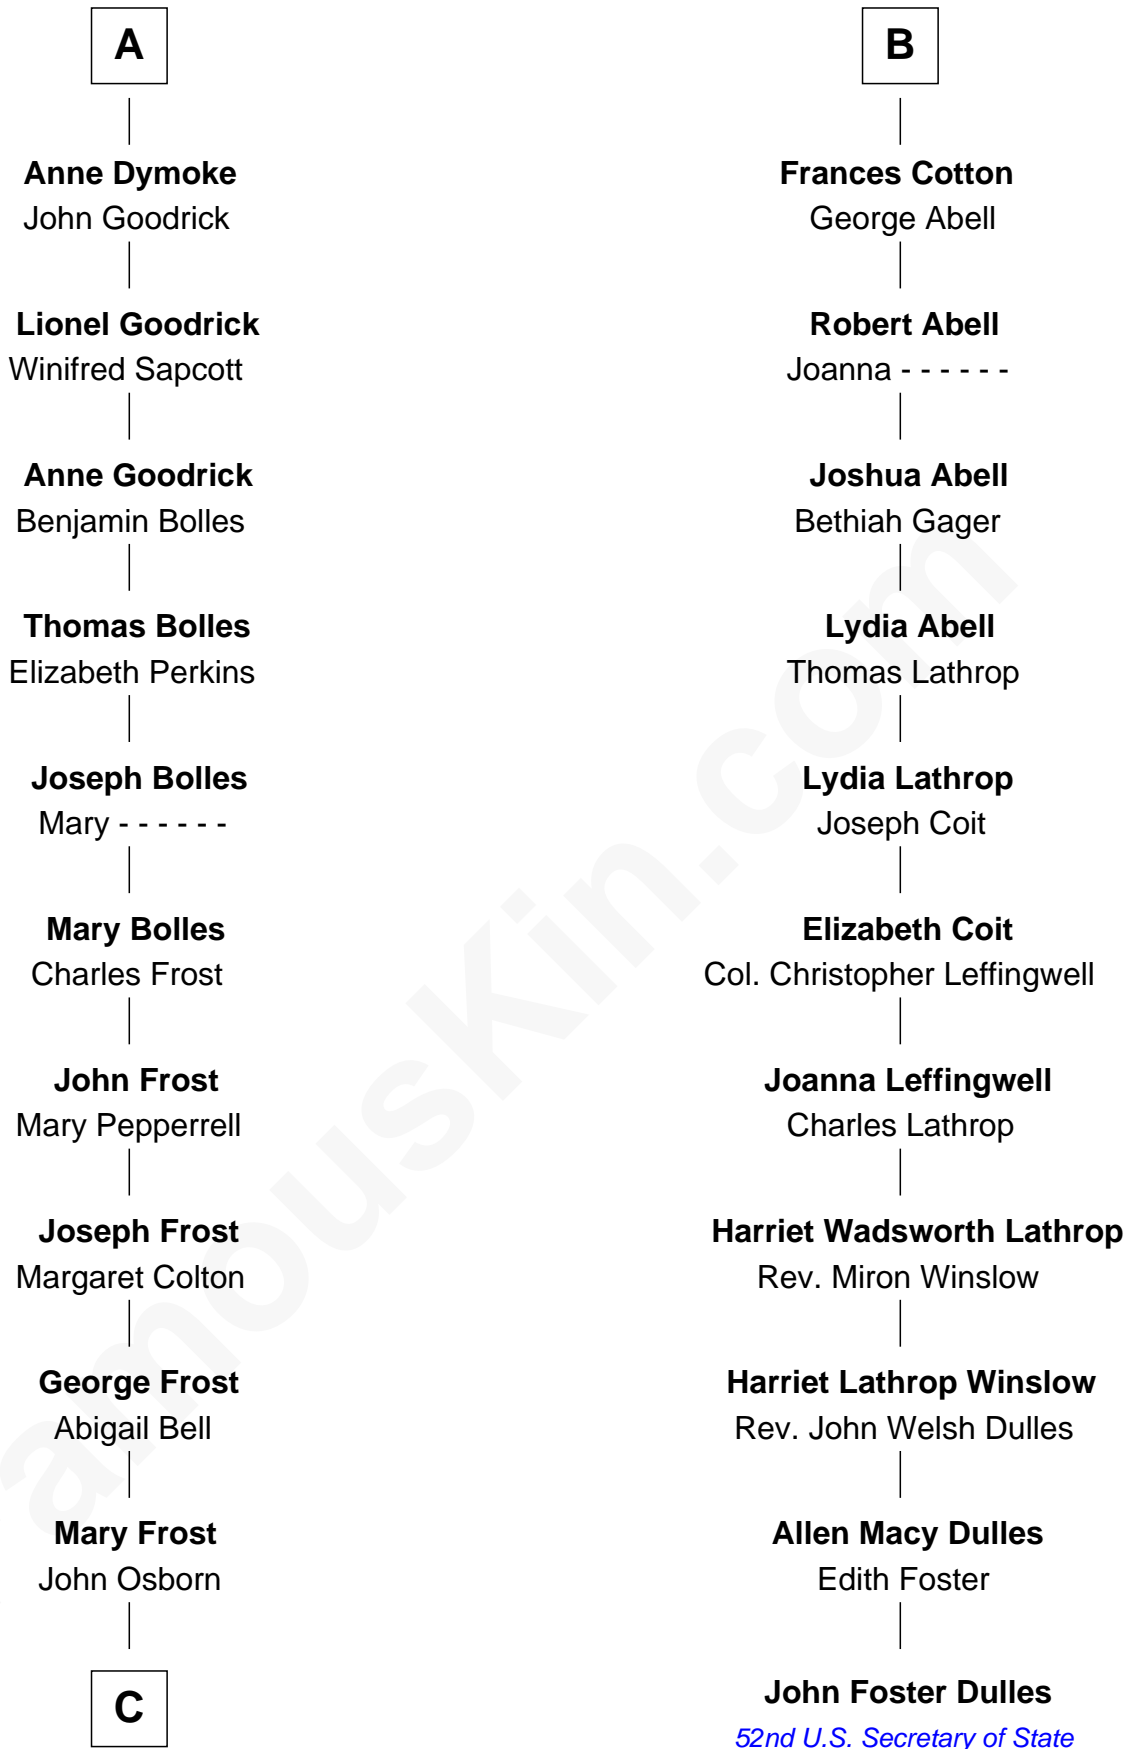 A
Anne Dymoke
John Goodrick
Lionel Goodrick
Winifred Sapcott
Anne Goodrick
Benjamin Bolles
Thomas Bolles
Elizabeth Perkins
Joseph Bolles
Mary - - - - - -
Mary Bolles
Charles Frost
John Frost
Mary Pepperrell
Joseph Frost
Margaret Colton
George Frost
Abigail Bell
Mary Frost
John Osborn
C
B
Frances Cotton
George Abell
Robert Abell
Joanna - - - - - -
Joshua Abell
Bethiah Gager
Lydia Abell
Thomas Lathrop
Lydia Lathrop
Joseph Coit
Elizabeth Coit
Col. Christopher Leffingwell
Joanna Leffingwell
Charles Lathrop
Harriet Wadsworth Lathrop
Rev. Miron Winslow
Harriet Lathrop Winslow
Rev. John Welsh Dulles
Allen Macy Dulles
Edith Foster
John Foster Dulles
52nd U.S. Secretary of State
amousKin.com